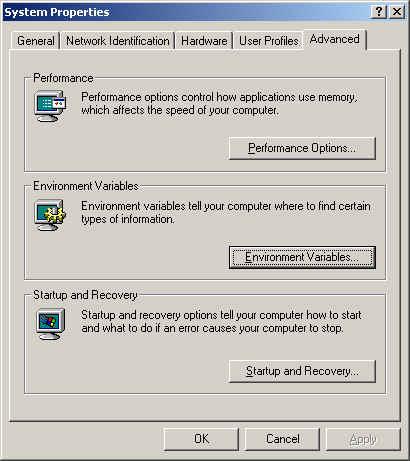 System Properties
General Network Identification Hardware User Profiles Advanced
Performance
Performance options control how applications use memory,
which affects the speed of your computer.
Performance Options...
Environment Variables
Environment variables tell your computer where to find certain
types of information.
Environment Variables...
Startup and Recovery
Startup and recovery options tell your computer how to start
and what to do if an error causes your computer to stop.
Startup and Recovery...
OK Cancel Apply